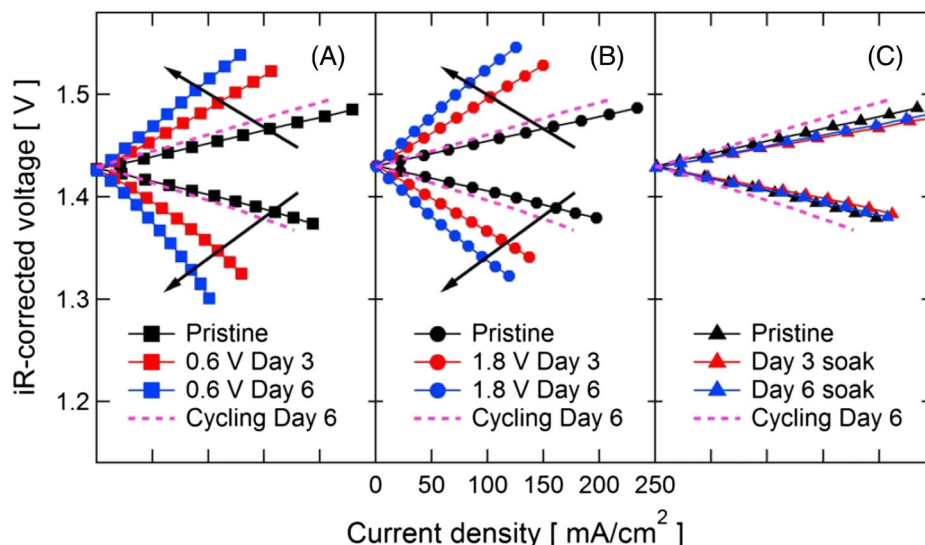 (A)
(B)
(C)
iR-corrected voltage [ V ]
1.5
1.4
1.3
1.2
Pristine
0.6 V Day 3
0.6 V Day 6
Cycling Day 6
Pristine
1.8 V Day 3
1.8 V Day 6
Cycling Day 6
Pristine
Day 3 soak
Day 6 soak
Cycling Day 6
0 50 100 150 200 250
Current density [ mA/cm² ]